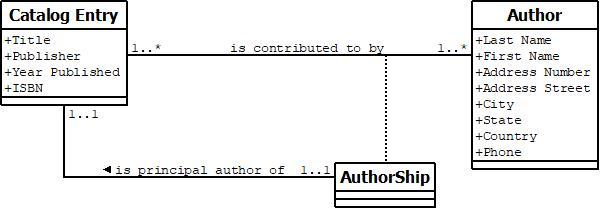 Catalog Entry
+Title
+Publisher
+Year Published
+ISBN
1..*
is contributed to by
1..*
Author
+Last Name
+First Name
+Address Number
+Address Street
+City
+State
+Country
+Phone
1..1
◄ is principal author of
1..1
AuthorShip